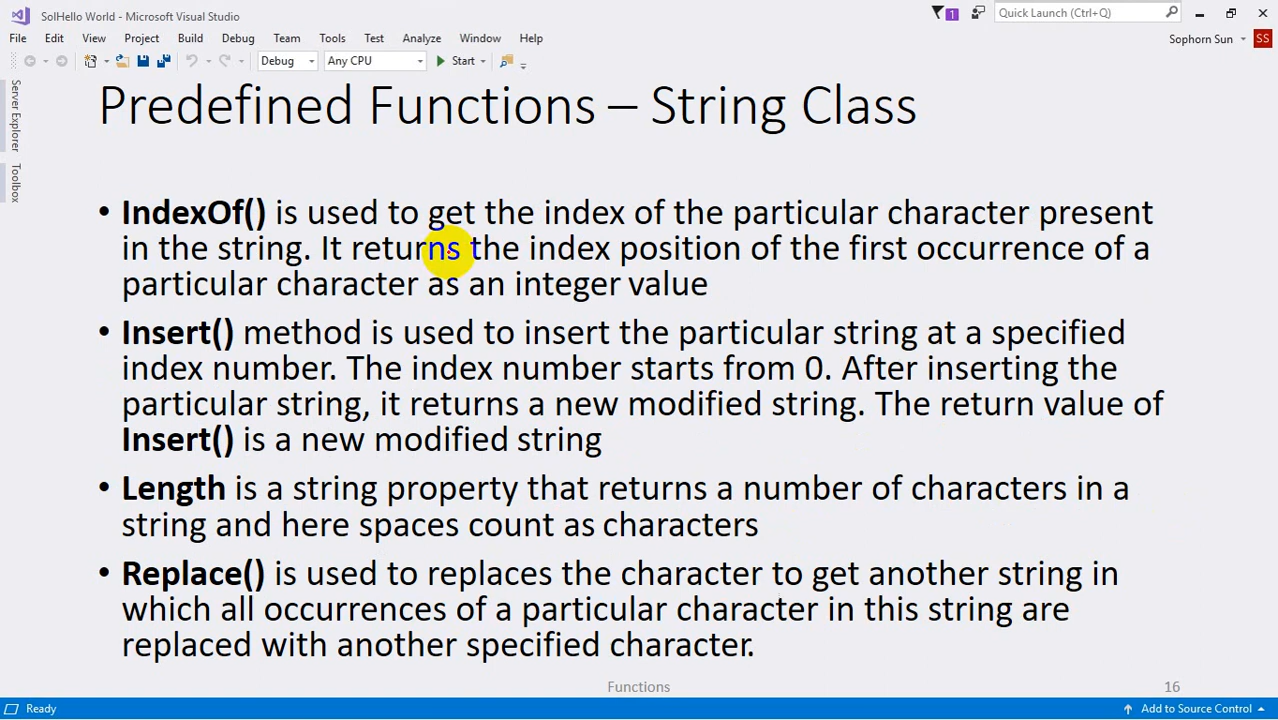 SolHello World - Microsoft Visual Studio
1
Quick Launch (Ctrl+Q)
File Edit View Project Build Debug Team Tools Test Analyze Window Help
Sophorn Sun SS
Debug Any CPU Start
Server Explorer
Toolbox
Predefined Functions – String Class
• IndexOf() is used to get the index of the particular character present
in the string. It returns the index position of the first occurrence of a
particular character as an integer value
• Insert() method is used to insert the particular string at a specified
index number. The index number starts from 0. After inserting the
particular string, it returns a new modified string. The return value of
Insert() is a new modified string
• Length is a string property that returns a number of characters in a
string and here spaces count as characters
• Replace() is used to replaces the character to get another string in
which all occurrences of a particular character in this string are
replaced with another specified character.
Functions 16
Ready Add to Source Control